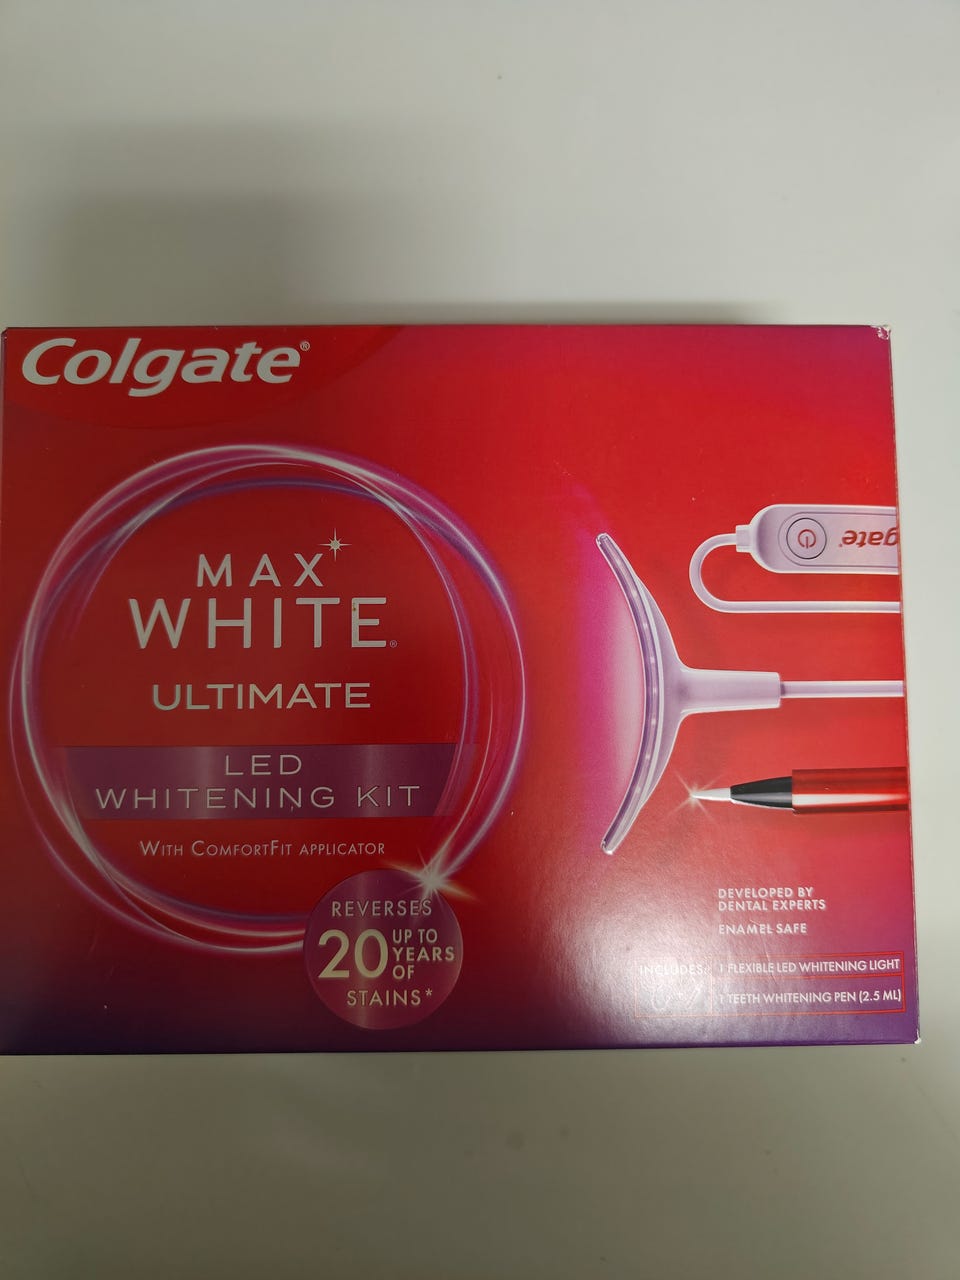 Colgate®
MAX
WHITE®
ULTIMATE
LED
WHITENING KIT
WITH COMFORTFIT APPLICATOR
REVERSES
20 UP TO
YEARS
OF
STAINS*
Colgate
DEVELOPED BY
DENTAL EXPERTS
ENAMEL SAFE
INCLUDES: 1 FLEXIBLE LED WHITENING LIGHT
1 TEETH WHITENING PEN (2.5 ML)